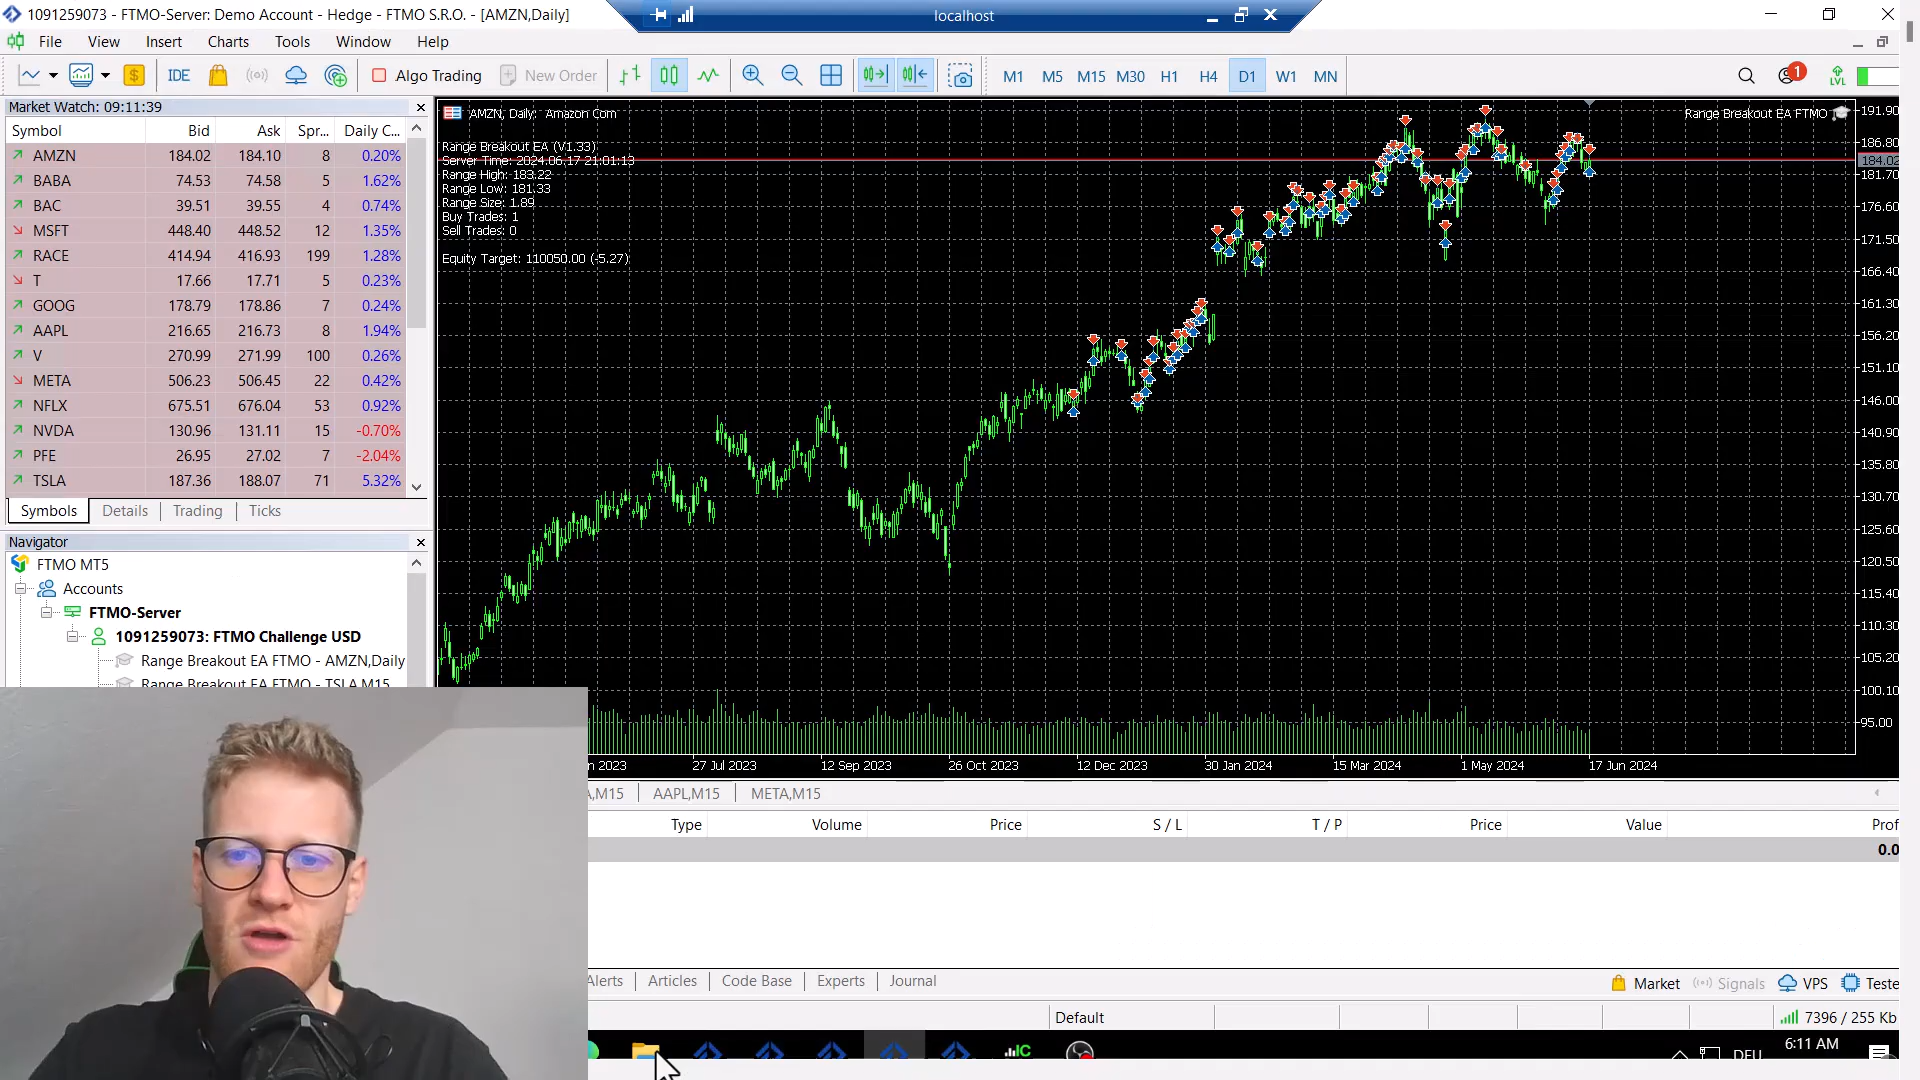 1091259073 - FTMO-Server: Demo Account - Hedge - FTMO S.R.O. - [AMZN,Daily]
localhost
File View Insert Charts Tools Window Help
IDE Algo Trading New Order M1 M5 M15 M30 H1 H4 D1 W1 MN 1 LVL
Market Watch: 09:11:39
Symbol Bid Ask Spr... Daily C...
AMZN 184.02 184.10 8 0.20%
BABA 74.53 74.58 5 1.62%
BAC 39.51 39.55 4 0.74%
MSFT 448.40 448.52 12 1.35%
RACE 414.94 416.93 199 1.28%
T 17.66 17.71 5 0.23%
GOOG 178.79 178.86 7 0.24%
AAPL 216.65 216.73 8 1.94%
V 270.99 271.99 100 0.26%
META 506.23 506.45 22 0.42%
NFLX 675.51 676.04 53 0.92%
NVDA 130.96 131.11 15 -0.70%
PFE 26.95 27.02 7 -2.04%
TSLA 187.36 188.07 71 5.32%
Symbols Details Trading Ticks
Navigator
FTMO MT5
Accounts
FTMO-Server
1091259073: FTMO Challenge USD
Range Breakout EA FTMO - AMZN,Daily
Range Breakout EA FTMO - TSLA,M15
AMZN, Daily: Amazon Com
Range Breakout EA FTMO
Range Breakout EA (V1.33)
Server Time: 2024.06.17 21:01:13
Range High: 183.22
Range Low: 181.33
Range Size: 1.89
Buy Trades: 1
Sell Trades: 0
Equity Target: 110050.00 (-5.27)
191.90
186.80
184.02
181.70
176.60
171.50
166.40
161.30
156.20
151.10
146.00
140.90
135.80
130.70
125.60
120.50
115.40
110.30
105.20
100.10
95.00
n 2023 27 Jul 2023 12 Sep 2023 26 Oct 2023 12 Dec 2023 30 Jan 2024 15 Mar 2024 1 May 2024 17 Jun 2024
,M15 AAPL,M15 META,M15
Type Volume Price S / L T / P Price Value Prof
0.0
lerts Articles Code Base Experts Journal
Market Signals VPS Teste
Default 7396 / 255 Kb
IC DEU 6:11 AM